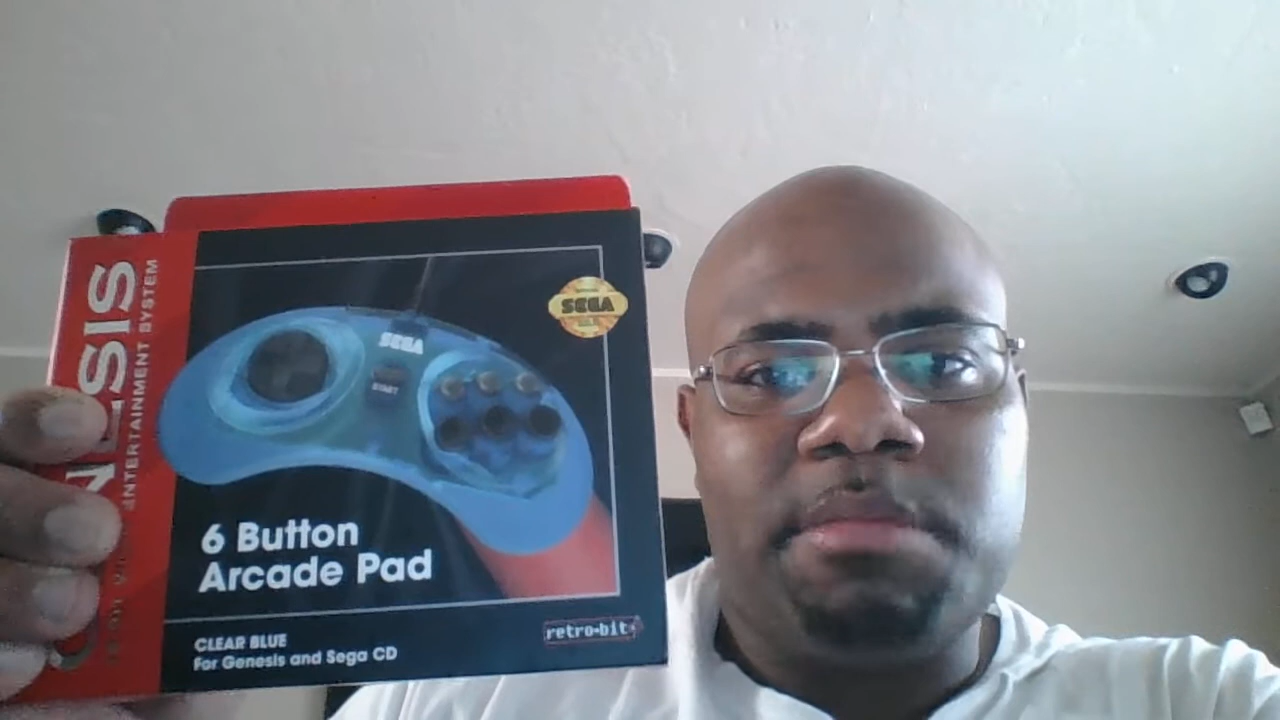 NESIS
ENTERTAINMENT SYSTEM
SEGA
SEGA
START
6 Button
Arcade Pad
CLEAR BLUE
For Genesis and Sega CD
retro-bit